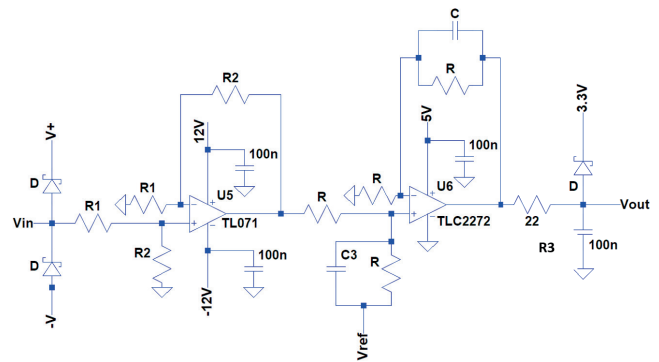 C
R2
R
V+
12V
5V
3.3V
100n
100n
D
R1
U5
R
U6
D
Vin
R1
TL071
R
TLC2272
Vout
D
R2
100n
C3
R
22
R3
100n
-V
-12V
Vref